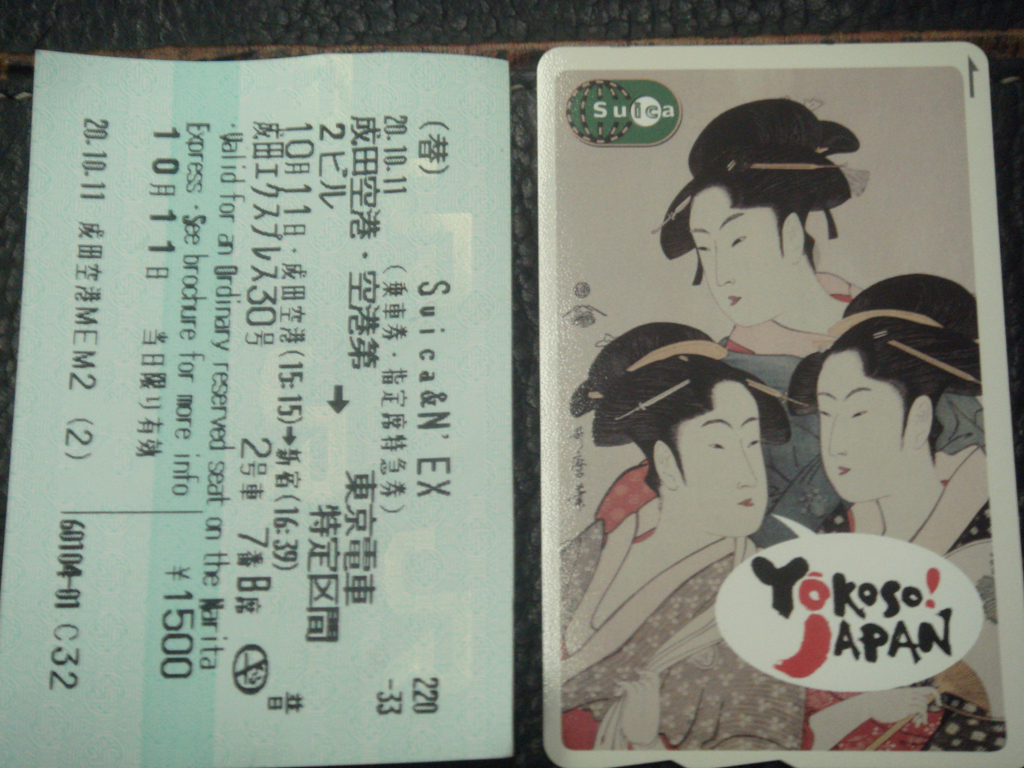 (替) Suica&N'EX 220
20.10.11 (乗車券・指定席特急券) -33
成田空港・空港第 → 東京電車
2ビル 特定区間
10月11日・成田空港(15:15)→新宿(16:39)
成田エクスプレス30号 2号車 7番B席
・Valid for an Ordinary reserved seat on the Narita
Express ・See brochure for more info ¥1500
10月11日 当日限り有効
20.10.11 成田空港MEM2 (2) 60104-01 C32
Suica
YŌKOSO!
JAPAN